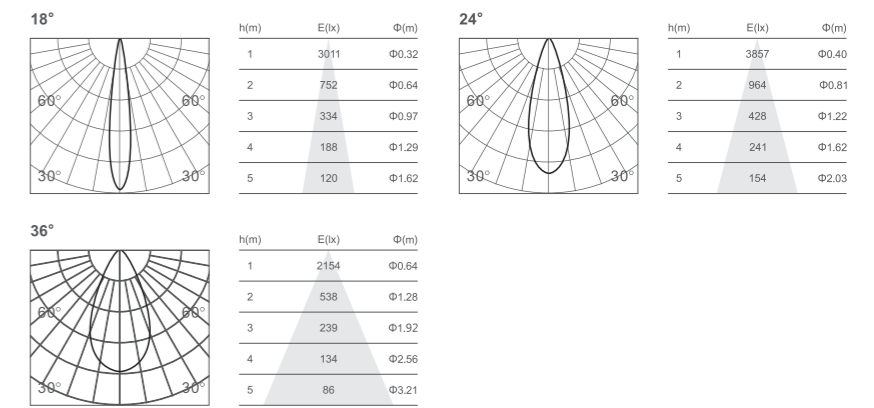 18°
h(m) E(lx) Φ(m)
1 3011 Φ0.32
2 752 Φ0.64
3 334 Φ0.97
4 188 Φ1.29
5 120 Φ1.62
60° 60°
30° 30°
24°
h(m) E(lx) Φ(m)
1 3857 Φ0.40
2 964 Φ0.81
3 428 Φ1.22
4 241 Φ1.62
5 154 Φ2.03
60° 60°
30° 30°
36°
h(m) E(lx) Φ(m)
1 2154 Φ0.64
2 538 Φ1.28
3 239 Φ1.92
4 134 Φ2.56
5 86 Φ3.21
60° 60°
30° 30°